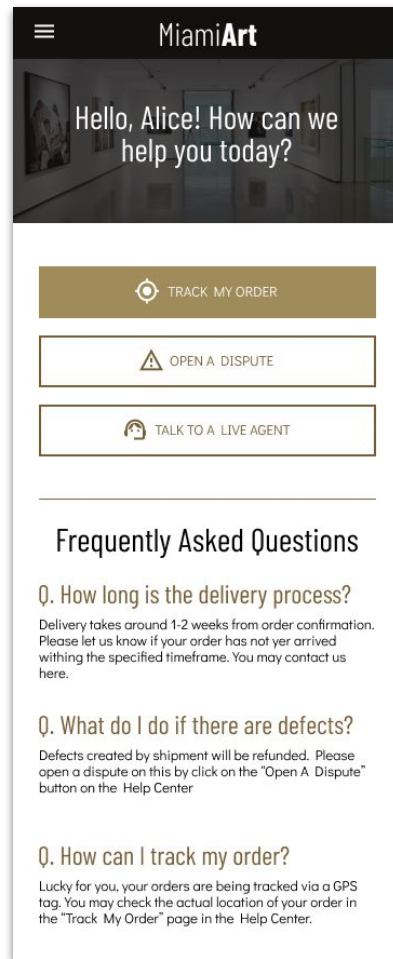 MiamiArt
Hello, Alice! How can we
help you today?
TRACK MY ORDER
OPEN A DISPUTE
TALK TO A LIVE AGENT
Frequently Asked Questions
Q. How long is the delivery process?
Delivery takes around 1-2 weeks from order confirmation.
Please let us know if your order has not yer arrived
withing the specified timeframe. You may contact us
here.
Q. What do I do if there are defects?
Defects created by shipment will be refunded. Please
open a dispute on this by click on the “Open A Dispute”
button on the Help Center
Q. How can I track my order?
Lucky for you, your orders are being tracked via a GPS
tag. You may check the actual location of your order in
the “Track My Order” page in the Help Center.